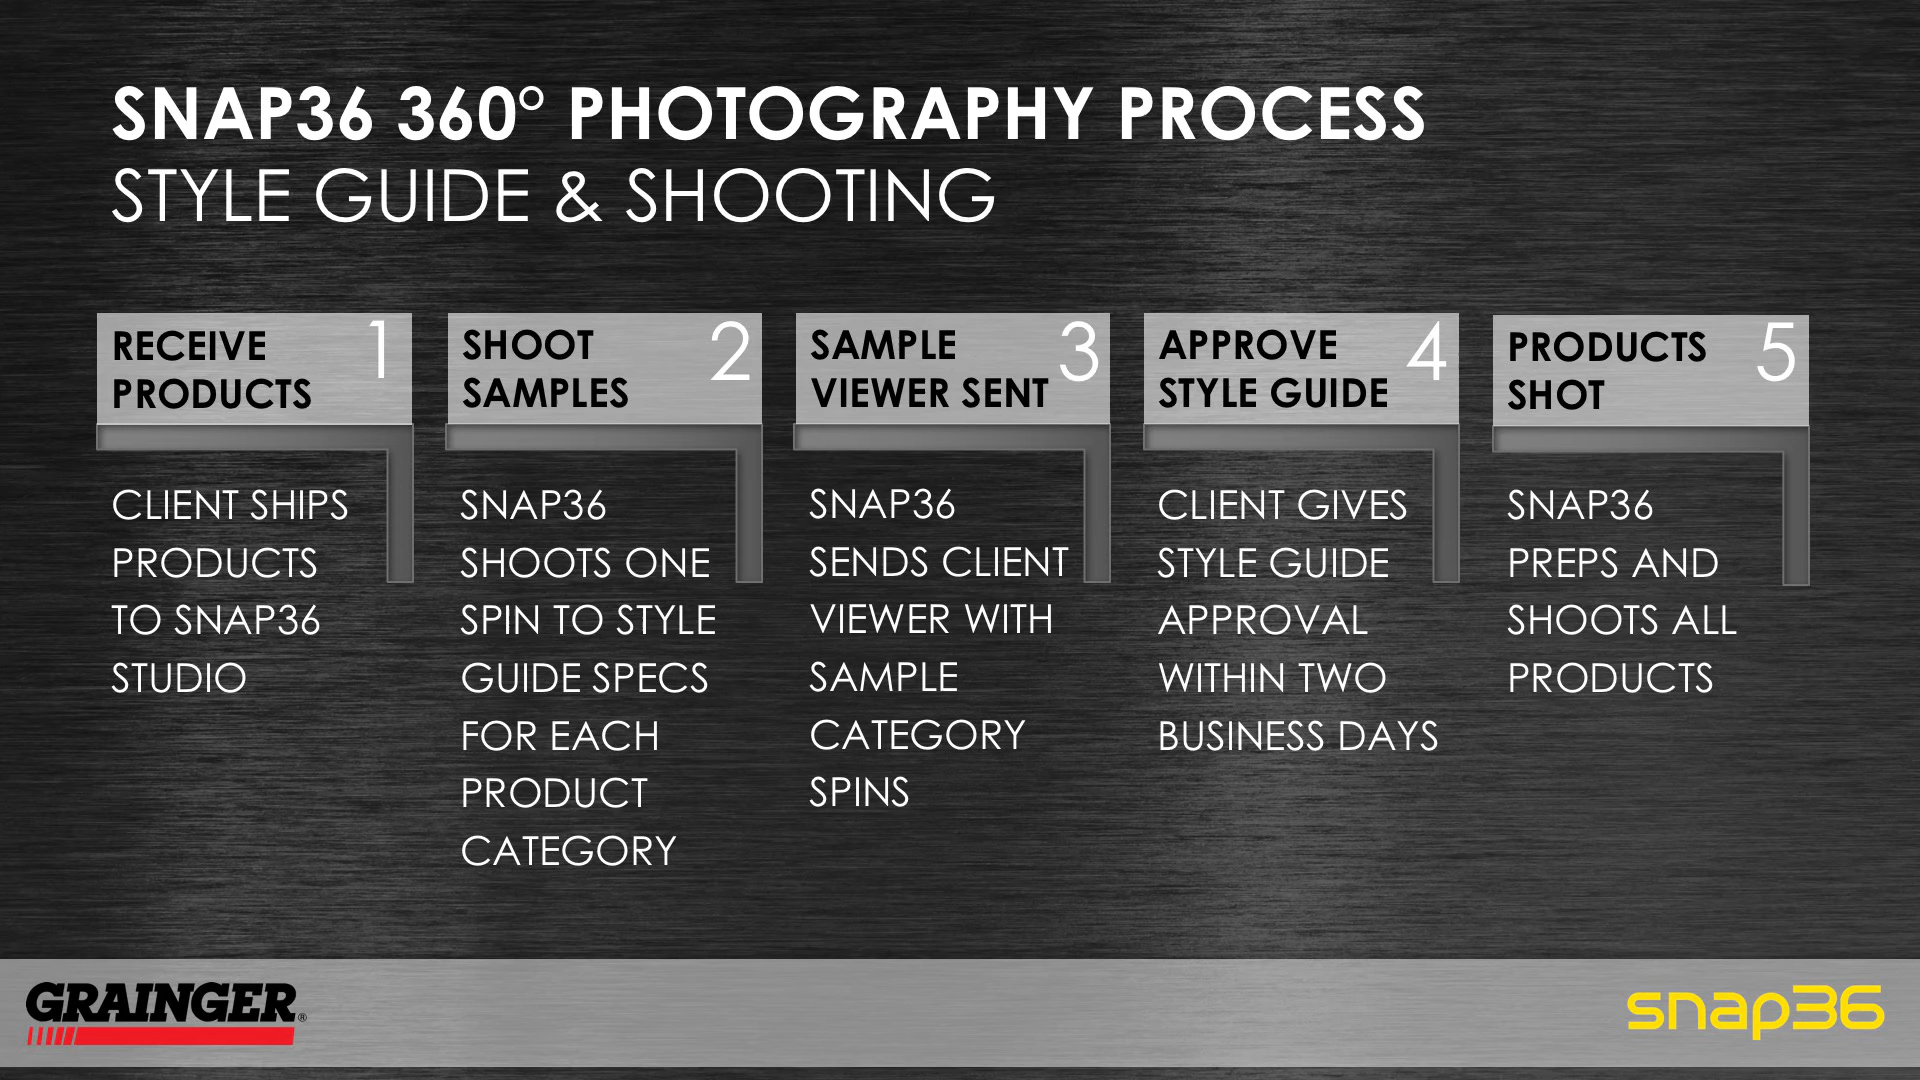 SNAP36 360° PHOTOGRAPHY PROCESS
STYLE GUIDE & SHOOTING
RECEIVE
PRODUCTS
1
CLIENT SHIPS
PRODUCTS
TO SNAP36
STUDIO
SHOOT
SAMPLES
2
SNAP36
SHOOTS ONE
SPIN TO STYLE
GUIDE SPECS
FOR EACH
PRODUCT
CATEGORY
SAMPLE
VIEWER SENT
3
SNAP36
SENDS CLIENT
VIEWER WITH
SAMPLE
CATEGORY
SPINS
APPROVE
STYLE GUIDE
4
CLIENT GIVES
STYLE GUIDE
APPROVAL
WITHIN TWO
BUSINESS DAYS
PRODUCTS
SHOT
5
SNAP36
PREPS AND
SHOOTS ALL
PRODUCTS
GRAINGER®
snap36